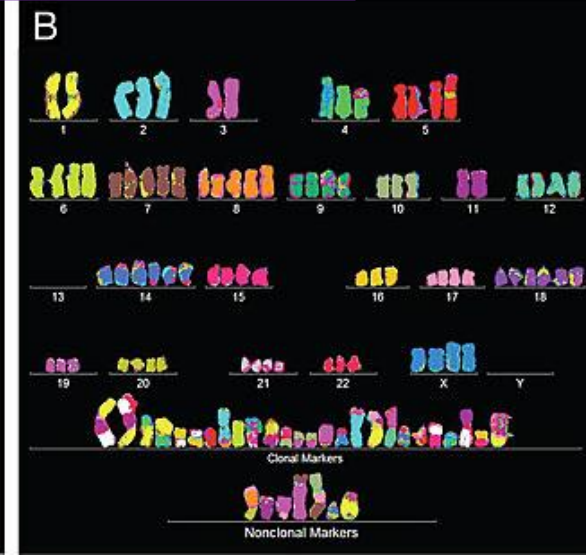 B
1 2 3 4 5
6 7 8 9 10 11 12
13 14 15 16 17 18
19 20 21 22 X Y
Clonal Markers
Nonclonal Markers